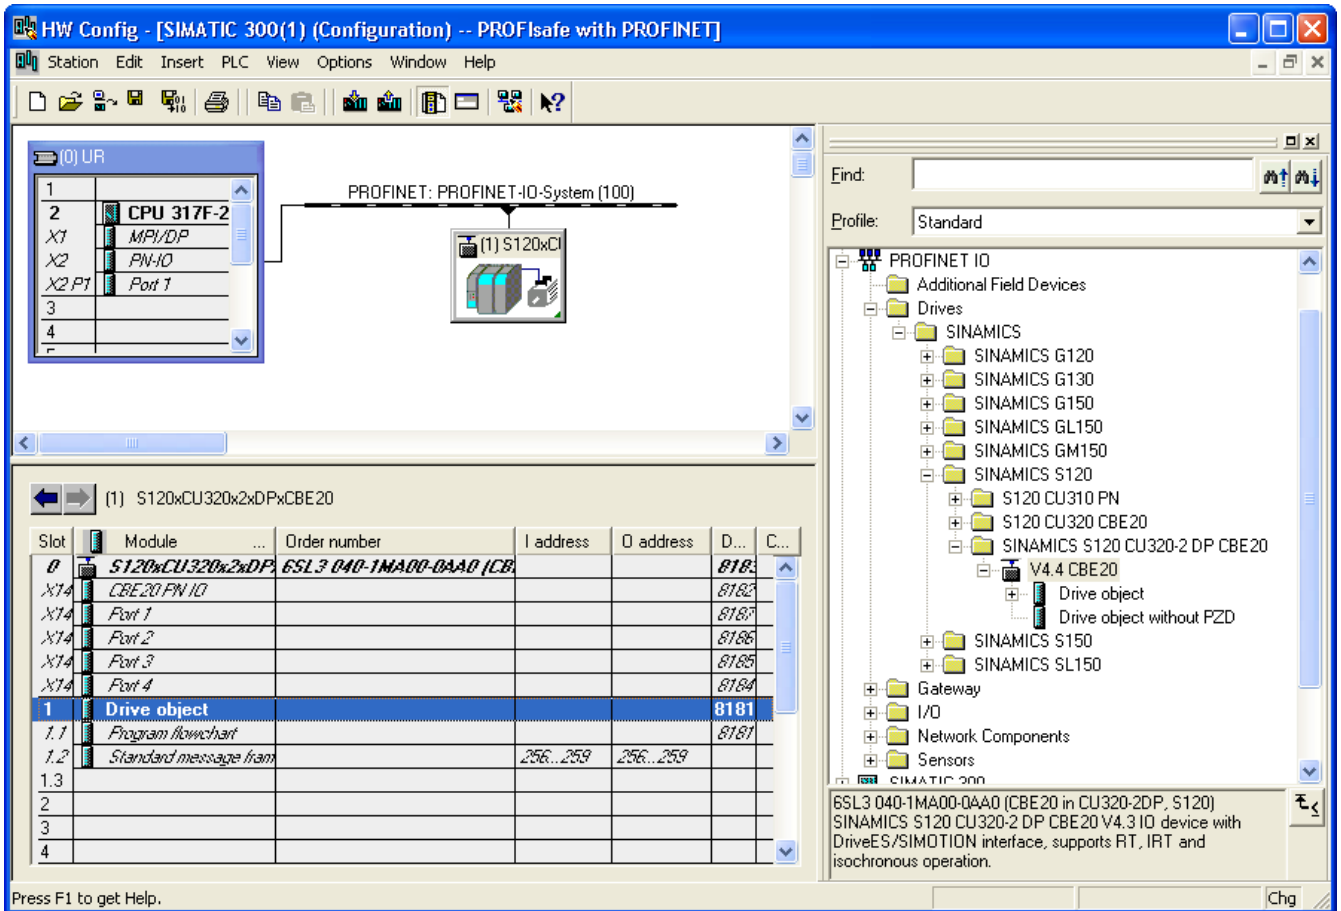 HW Config - [SIMATIC 300(1) (Configuration) -- PROFIsafe with PROFINET]
Station Edit Insert PLC View Options Window Help
(0) UR
1
2 CPU 317F-2
X1 MPI/DP
X2 PN-IO
X2 P1 Port 1
3
4
PROFINET: PROFINET-IO-System (100)
(1) S120xCU
Find:
Profile: Standard
PROFINET IO
Additional Field Devices
Drives
SINAMICS
SINAMICS G120
SINAMICS G130
SINAMICS G150
SINAMICS GL150
SINAMICS GM150
SINAMICS S120
S120 CU310 PN
S120 CU320 CBE20
SINAMICS S120 CU320-2 DP CBE20
V4.4 CBE20
Drive object
Drive object without PZD
SINAMICS S150
SINAMICS SL150
Gateway
I/O
Network Components
Sensors
SIMATIC 300
6SL3 040-1MA00-0AA0 (CBE20 in CU320-2DP, S120)
SINAMICS S120 CU320-2 DP CBE20 V4.3 IO device with
DriveES/SIMOTION interface, supports RT, IRT and
isochronous operation.
(1) S120xCU320x2xDPxCBE20
Slot Module ... Order number I address O address D... C...
0 S120xCU320x2xDP 6SL3 040-1MA00-0AA0 (CB 8183
X14 CBE20 PN IO 8182
X14 Port 1 8187
X14 Port 2 8186
X14 Port 3 8185
X14 Port 4 8184
1 Drive object 8181
1.1 Program flowchart 8181
1.2 Standard message fram 256...259 256...259
1.3
2
3
4
Press F1 to get Help.
Chg